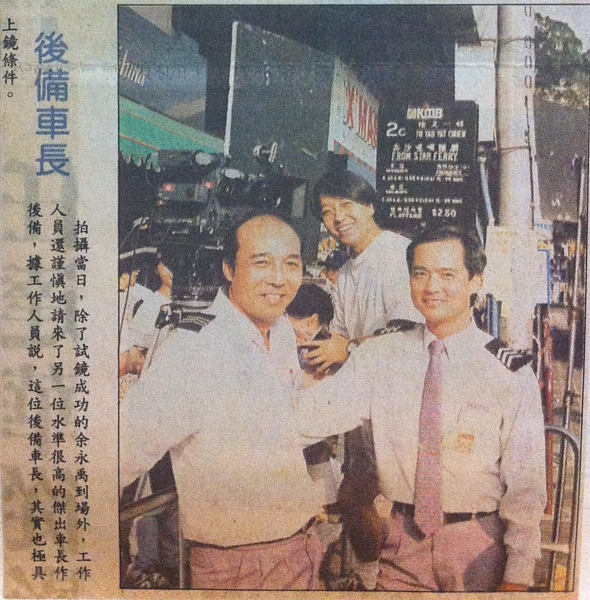 後備車長
拍攝當日，除了試鏡成功的余永禹到場外，工作
人員還謹慎地請來了另一位水準很高的傑出車長作
後備，據工作人員說，這位後備車長，其實也極具
上鏡條件。
china
X'MAS
KMB
2C
TO YAU YAT CHUEN
FROM STAR FERRY